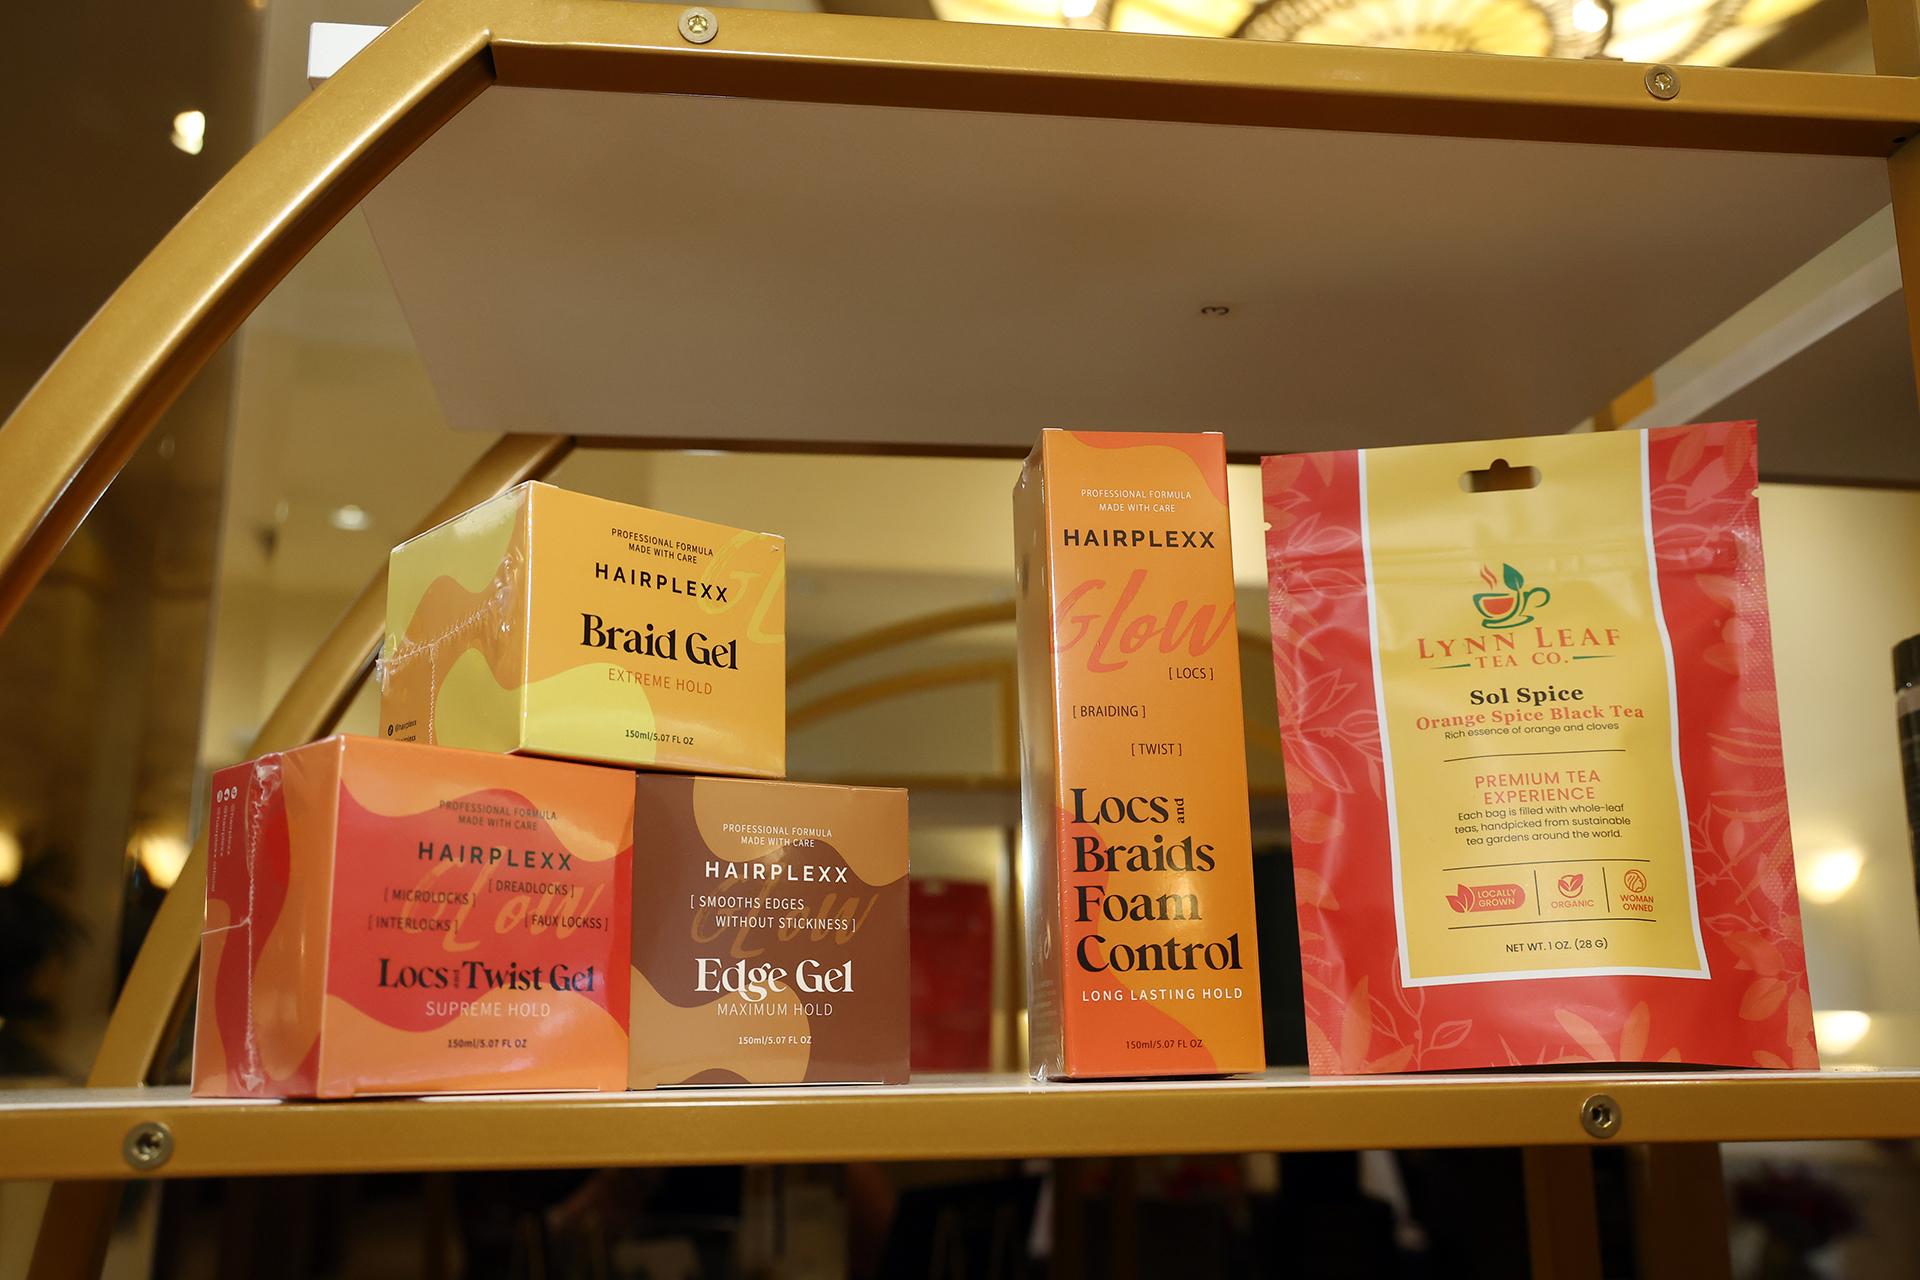 3
PROFESSIONAL FORMULA
MADE WITH CARE
HAIRPLEXX
Braid Gel
EXTREME HOLD
150ml/5.07 FL OZ
@hairplexx
PROFESSIONAL FORMULA
MADE WITH CARE
HAIRPLEXX
[ MICROLOCKS ] [ DREADLOCKS ]
[ INTERLOCKS ] [ FAUX LOCKSS ]
Glow
Locs and Twist Gel
SUPREME HOLD
150ml/5.07 FL OZ
PROFESSIONAL FORMULA
MADE WITH CARE
HAIRPLEXX
Glow
[ SMOOTHS EDGES
WITHOUT STICKINESS ]
Edge Gel
MAXIMUM HOLD
150ml/5.07 FL OZ
PROFESSIONAL FORMULA
MADE WITH CARE
HAIRPLEXX
Glow
[ LOCS ]
[ BRAIDING ]
[ TWIST ]
Locs and
Braids
Foam
Control
LONG LASTING HOLD
150ml/5.07 FL OZ
LYNN LEAF
TEA CO.
Sol Spice
Orange Spice Black Tea
Rich essence of orange and cloves
PREMIUM TEA
EXPERIENCE
Each bag is filled with whole-leaf
teas, handpicked from sustainable
tea gardens around the world.
LOCALLY
GROWN
ORGANIC
WOMAN
OWNED
NET WT. 1 OZ. (28 G)